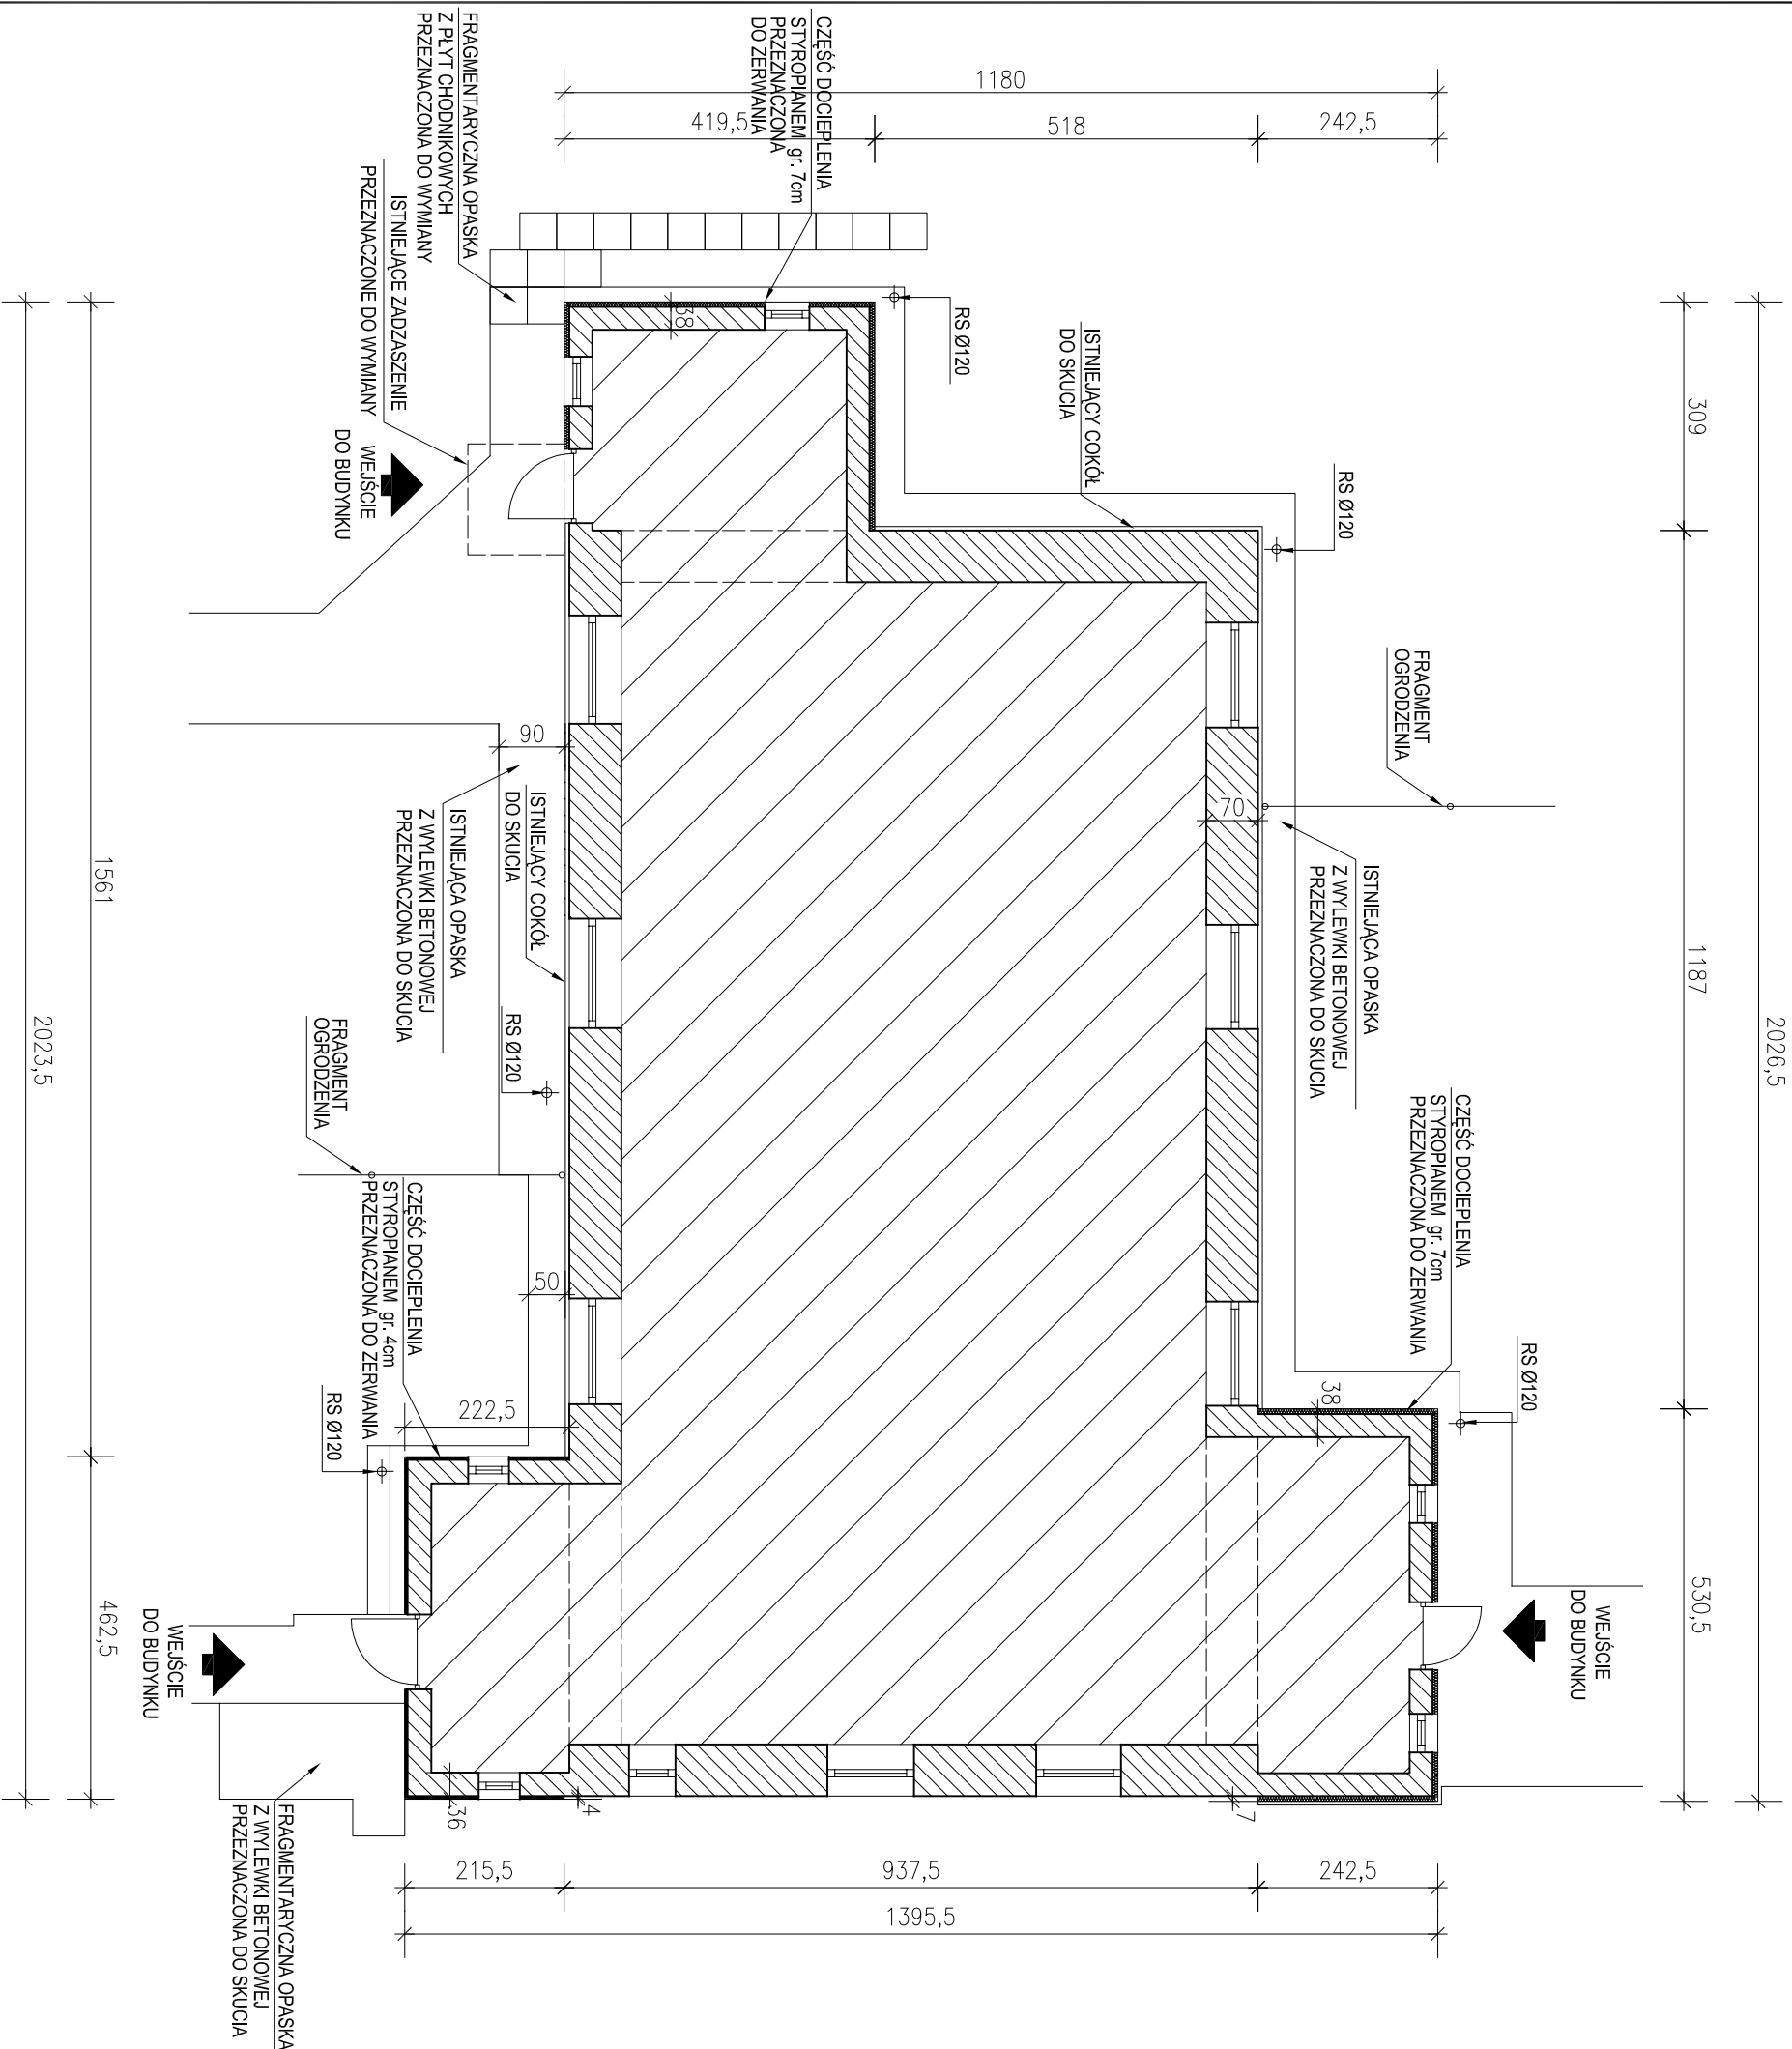 1180
419,5
518
242,5
CZĘŚĆ DOCIEPLENIA
STYROPIANEM gr. 7cm
PRZEZNACZONA
DO ZERWANIA
FRAGMENTARYCZNA OPASKA
Z PŁYT CHODNIKOWYCH
PRZEZNACZONA DO WYMIANY
ISTNIEJĄCE ZADZASZENIE
PRZEZNACZONE DO WYMIANY
WEJŚCIE
DO BUDYNKU
38
RS Ø120
ISTNIEJĄCY COKÓŁ
DO SKUCIA
RS Ø120
309
1187
530,5
2026,5
FRAGMENT
OGRODZENIA
70
ISTNIEJĄCA OPASKA
Z WYLEWKI BETONOWEJ
PRZEZNACZONA DO SKUCIA
90
ISTNIEJĄCY COKÓŁ
DO SKUCIA
ISTNIEJĄCA OPASKA
Z WYLEWKI BETONOWEJ
PRZEZNACZONA DO SKUCIA
RS Ø120
FRAGMENT
OGRODZENIA
CZĘŚĆ DOCIEPLENIA
STYROPIANEM gr. 7cm
PRZEZNACZONA DO ZERWANIA
38
RS Ø120
WEJŚCIE
DO BUDYNKU
CZĘŚĆ DOCIEPLENIA
STYROPIANEM gr. 4cm
PRZEZNACZONA DO ZERWANIA
50
222,5
RS Ø120
WEJŚCIE
DO BUDYNKU
1561
462,5
2023,5
36
4
7
215,5
937,5
242,5
1395,5
FRAGMENTARYCZNA OPASKA
Z WYLEWKI BETONOWEJ
PRZEZNACZONA DO SKUCIA